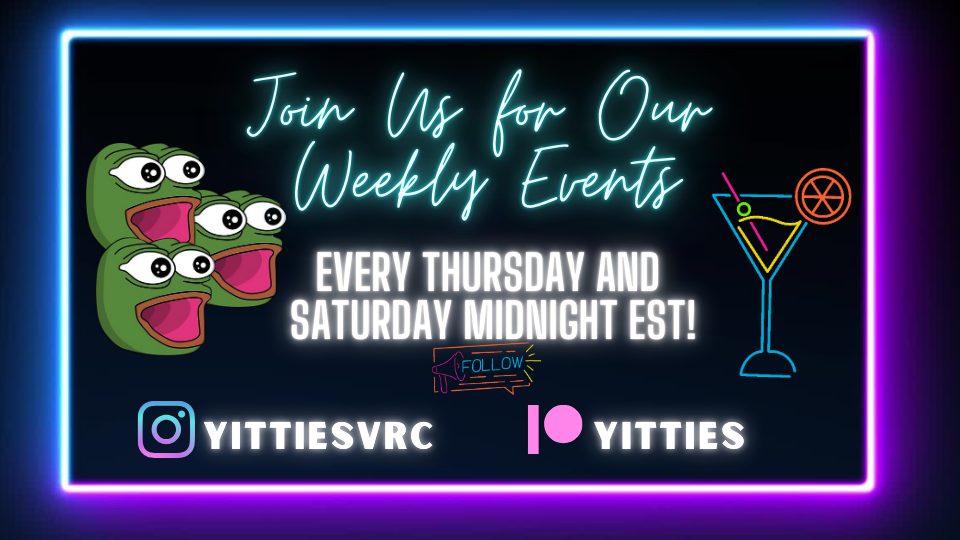 Join Us for Our
Weekly Events
EVERY THURSDAY AND
SATURDAY MIDNIGHT EST!
FOLLOW
YITTIESVRC
YITTIES